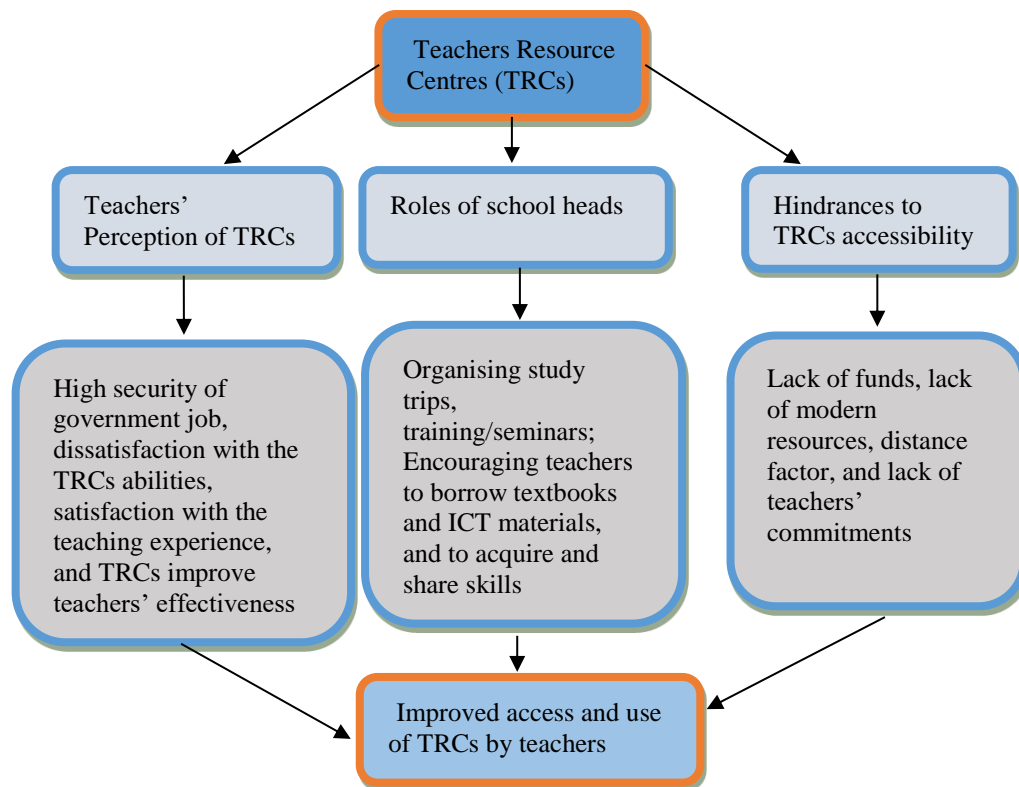 Teachers Resource
Centres (TRCs)
Teachers’
Perception of TRCs
Roles of school heads
Hindrances to
TRCs accessibility
High security of
government job,
dissatisfaction with the
TRCs abilities,
satisfaction with the
teaching experience,
and TRCs improve
teachers’ effectiveness
Organising study
trips,
training/seminars;
Encouraging teachers
to borrow textbooks
and ICT materials,
and to acquire and
share skills
Lack of funds, lack
of modern
resources, distance
factor, and lack of
teachers’
commitments
Improved access and use
of TRCs by teachers